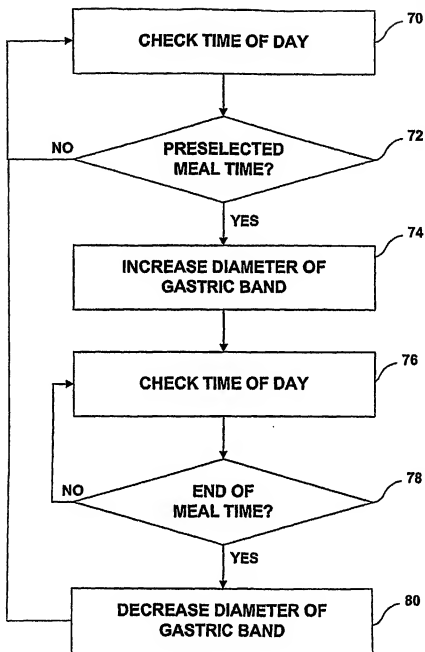 CHECK TIME OF DAY
70
PRESELECTED
MEAL TIME?
72
NO
YES
74
INCREASE DIAMETER OF
GASTRIC BAND
CHECK TIME OF DAY
76
END OF
MEAL TIME?
78
NO
YES
DECREASE DIAMETER OF
GASTRIC BAND
80